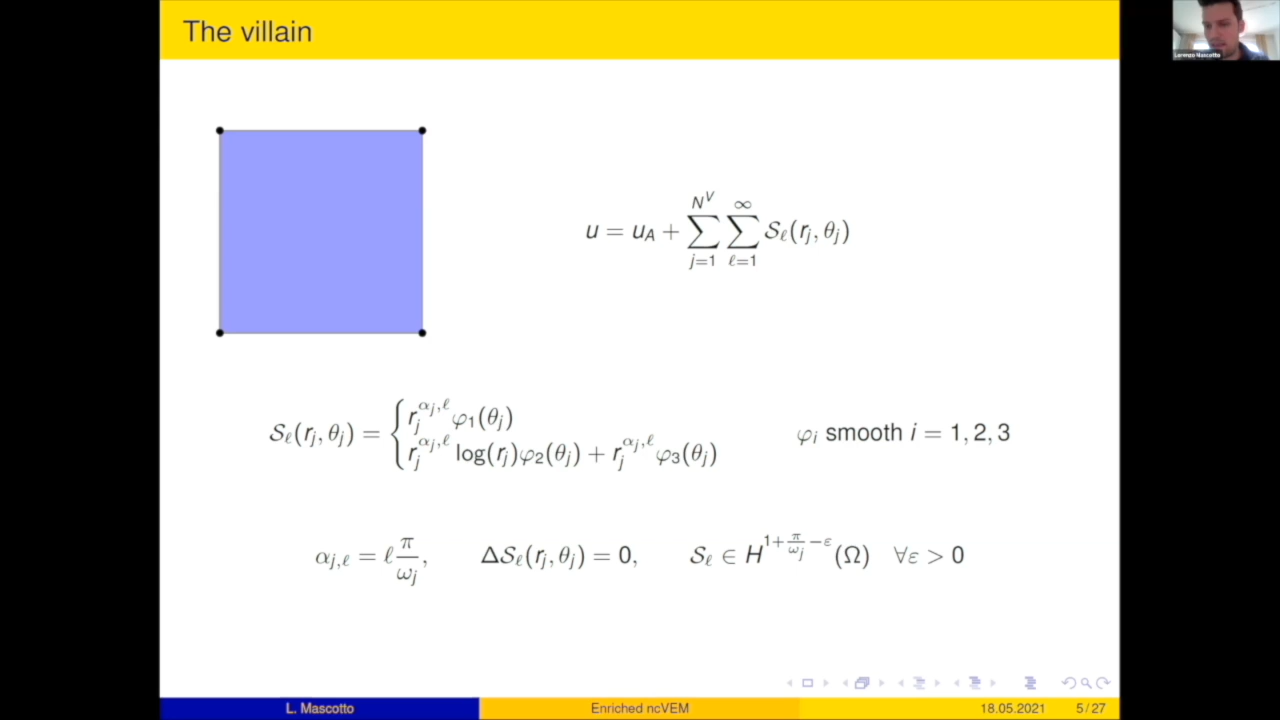 The villain
Lorenzo Mascotto
u = u_A + \sum_{j=1}^{N^V} \sum_{\ell=1}^{\infty} \mathcal{S}_\ell(r_j, \theta_j)
\mathcal{S}_\ell(r_j, \theta_j) = \begin{cases} r_j^{\alpha_{j,\ell}} \varphi_1(\theta_j) \\ r_j^{\alpha_{j,\ell}} \log(r_j)\varphi_2(\theta_j) + r_j^{\alpha_{j,\ell}} \varphi_3(\theta_j) \end{cases} \varphi_i smooth i = 1, 2, 3
\alpha_{j,\ell} = \ell \frac{\pi}{\omega_j}, \Delta \mathcal{S}_\ell(r_j, \theta_j) = 0, \mathcal{S}_\ell \in H^{1+\frac{\pi}{\omega_j}-\varepsilon}(\Omega) \forall \varepsilon > 0
L. Mascotto Enriched ncVEM 18.05.2021 5 / 27